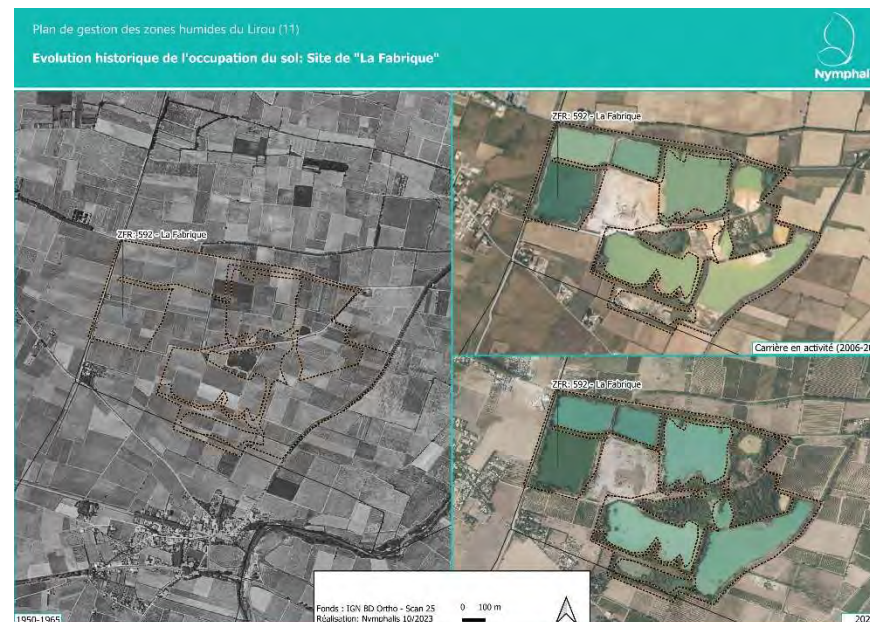 Plan de gestion des zones humides du Lirou (11)
Evolution historique de l'occupation du sol: Site de "La Fabrique"
Nymphali
ZFR: 592 - La Fabrique
ZFR: 592 - La Fabrique
Carrière en activité (2006-20
ZFR: 592 - La Fabrique
1950-1965
Fonds : IGN BD Ortho - Scan 25
Réalisation: Nymphalis 10/2023
0 100 m
202